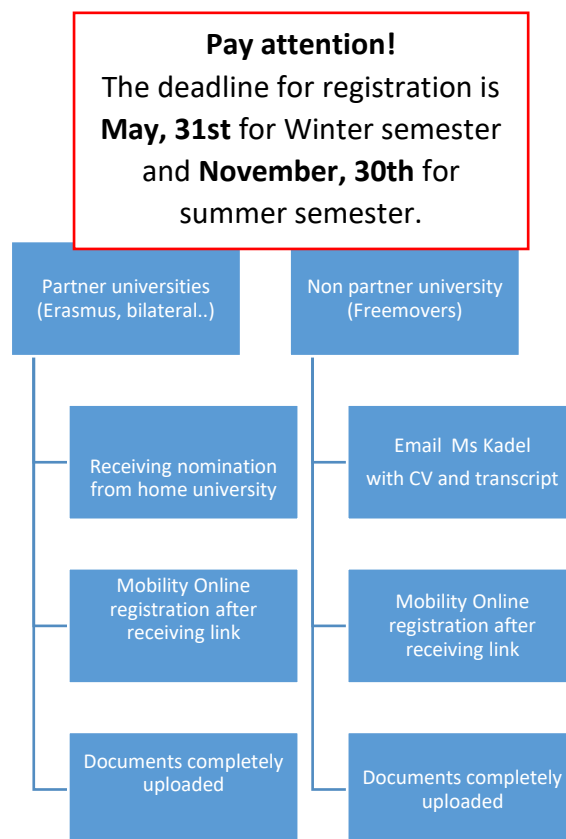 Pay attention!
The deadline for registration is
May, 31st for Winter semester
and November, 30th for
summer semester.
Partner universities
(Erasmus, bilateral..)
Receiving nomination
from home university
Mobility Online
registration after
receiving link
Documents completely
uploaded
Non partner university
(Freemovers)
Email Ms Kadel
with CV and transcript
Mobility Online
registration after
receiving link
Documents completely
uploaded